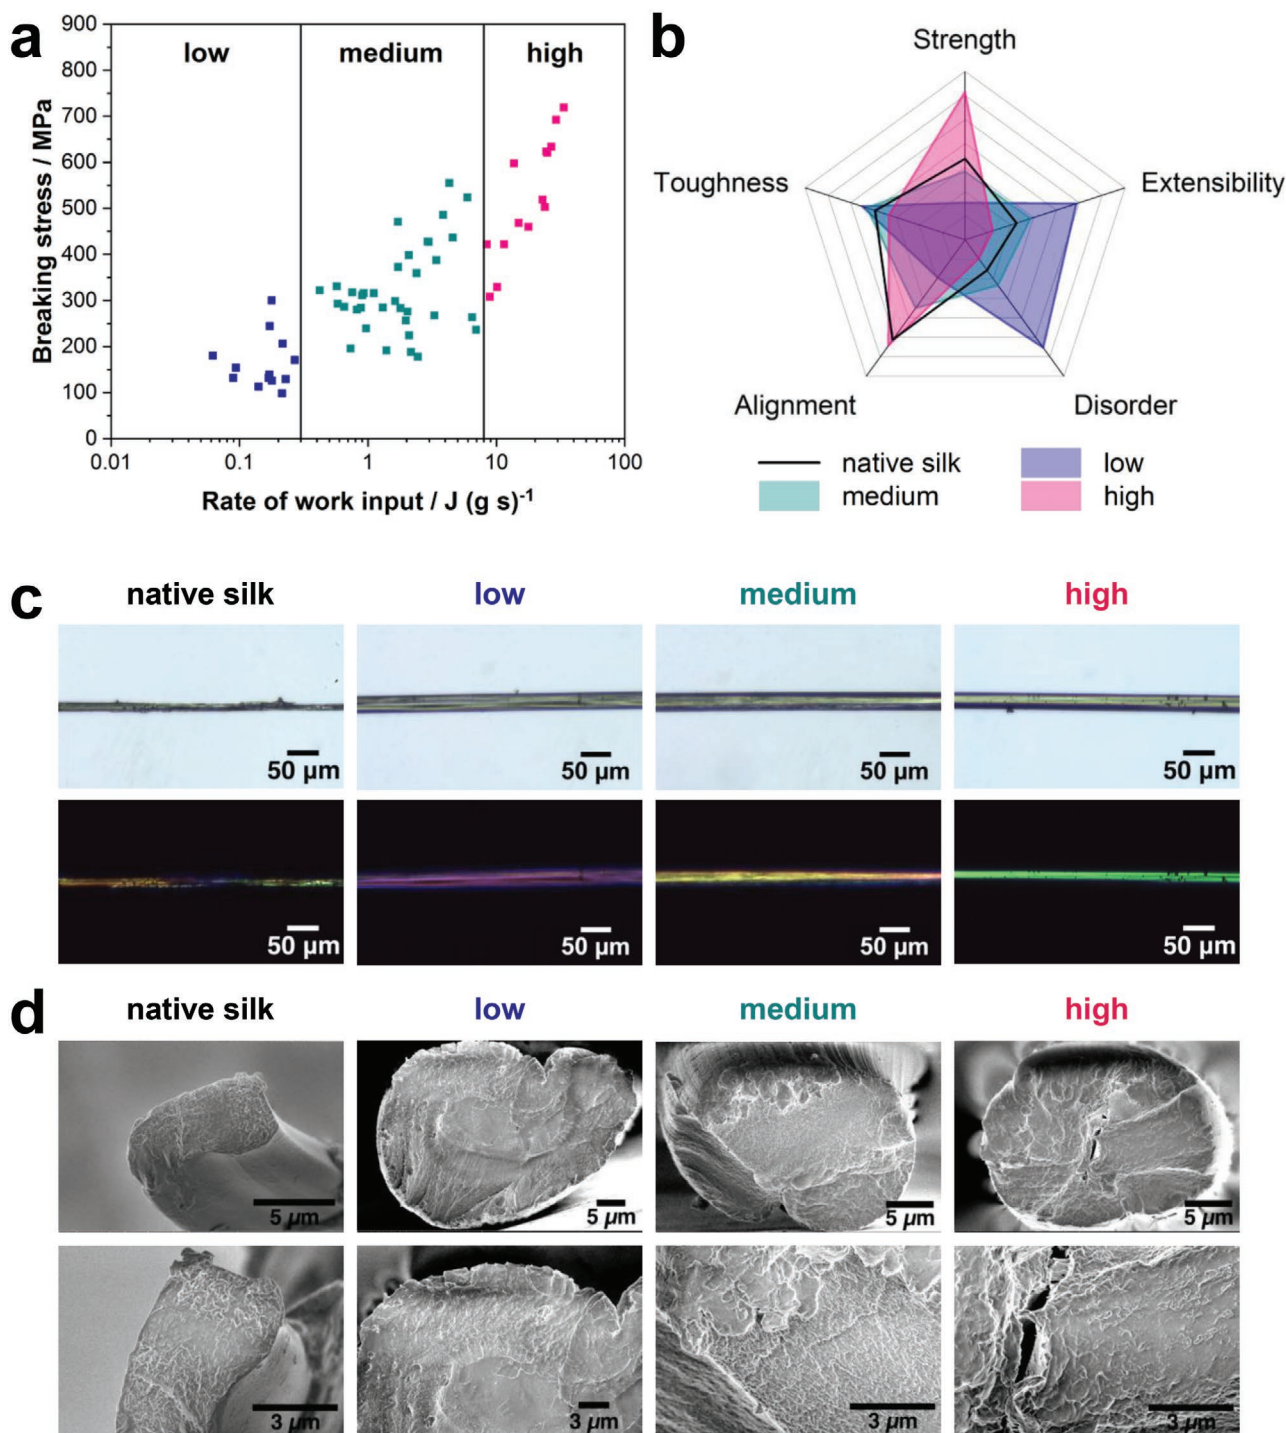 a
900
800
700
600
500
400
300
200
100
0
Breaking stress / MPa
low
medium
high
0.01
0.1
1
10
100
Rate of work input / J (g s)-1
b
Strength
Toughness
Extensibility
Alignment
Disorder
native silk
low
medium
high
c
native silk
low
medium
high
50 µm
50 µm
50 µm
50 µm
50 µm
50 µm
50 µm
50 µm
d
native silk
low
medium
high
5 µm
5 µm
5 µm
5 µm
3 µm
3 µm
3 µm
3 µm